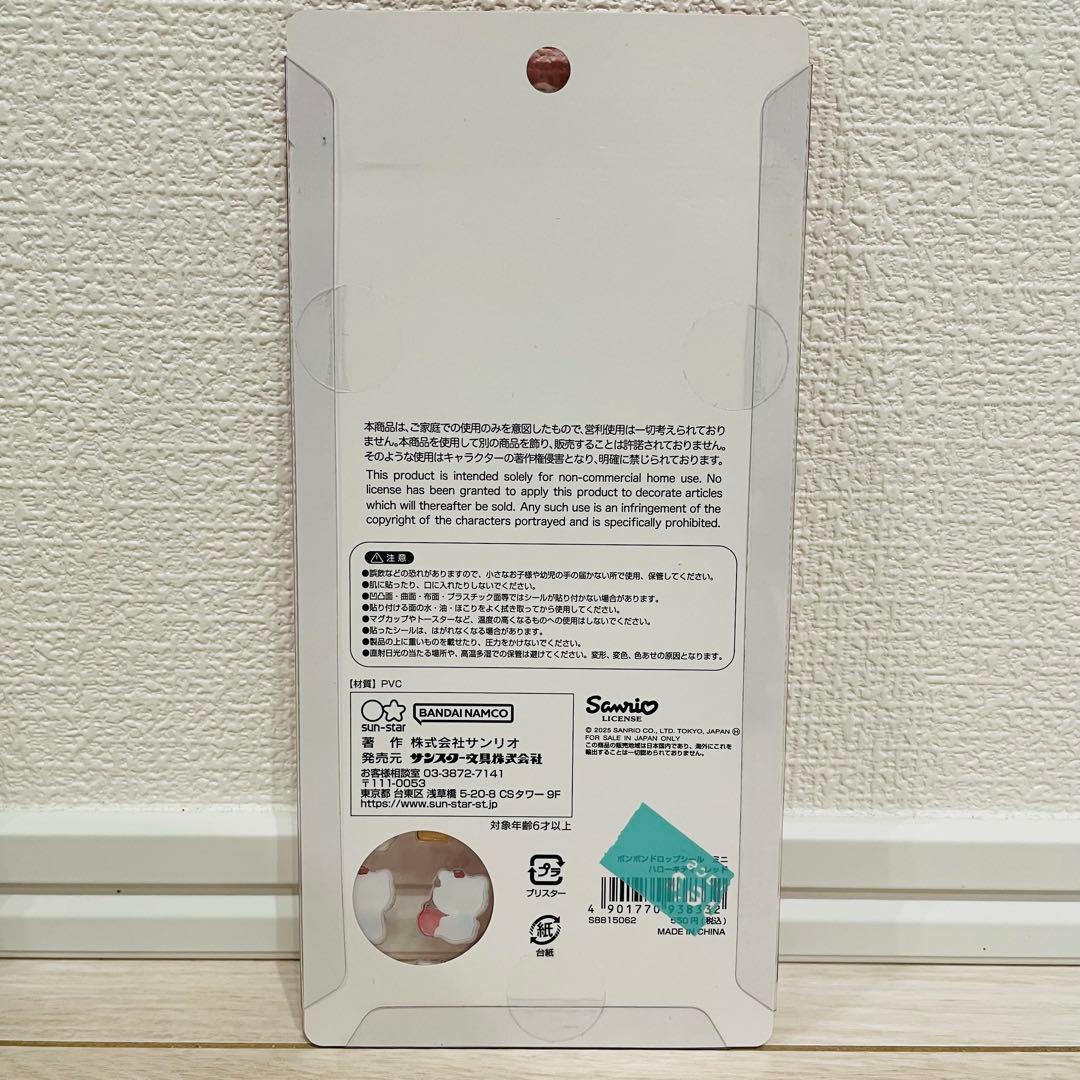 本商品は、ご家庭での使用のみを意図したもので、営利使用は一切考えられており
ません。本商品を使用して別の商品を飾り、販売することは許諾されておりません。
そのような使用はキャラクターの著作権侵害となり、明確に禁じられております。
This product is intended solely for non-commercial home use. No
license has been granted to apply this product to decorate articles
which will thereafter be sold. Any such use is an infringement of the
copyright of the characters portrayed and is specifically prohibited.
注意
●誤飲などの恐れがありますので、小さなお子様や幼児の手の届かない所で使用、保管してください。
●肌に貼ったり、口に入れたりしないでください。
●凹凸面・曲面・布面・プラスチック面等ではシールが貼り付かない場合があります。
●貼り付ける面の水・油・ほこりをよく拭き取ってから使用してください。
●マグカップやトースターなど、温度の高くなるものへの使用はしないでください。
●貼ったシールは、はがれなくなる場合があります。
●製品の上に重いものを載せたり、圧力をかけないでください。
●直射日光の当たる場所や、高温多湿での保管は避けてください。変形、変色、色あせの原因となります。
【材質】PVC
sun-star BANDAI NAMCO
著 作 株式会社サンリオ
発売元 サンスター文具株式会社
お客様相談室 03-3872-7141
〒111-0053
東京都 台東区 浅草橋 5-20-8 CSタワー 9F
https://www.sun-star-st.jp
Sanrio
LICENSE
© 2025 SANRIO CO., LTD. TOKYO, JAPAN Ⓗ
FOR SALE IN JAPAN ONLY
この商品の販売地域は日本国内であり、海外にこれを
輸出することは一切認められておりません。
対象年齢6才以上
プラ
ブリスター
紙
台紙
ボンボンドロップシール ミニ
ハローキティ レッド
4 901770 938332
S8815062 円(税込)
MADE IN CHINA